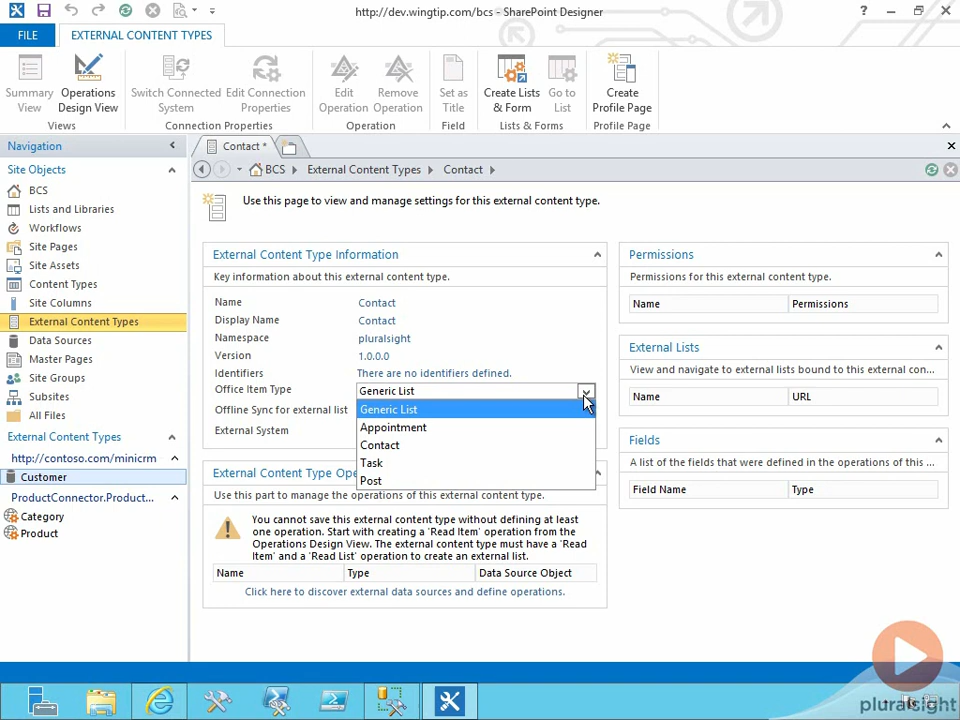 http://dev.wingtip.com/bcs - SharePoint Designer
?
FILE
EXTERNAL CONTENT TYPES
Summary View
Operations Design View
Switch Connected System
Edit Connection Properties
Edit Operation
Remove Operation
Set as Title
Create Lists & Form
Go to List
Create Profile Page
Views
Connection Properties
Operation
Field
Lists & Forms
Profile Page
Navigation
Contact *
Site Objects
BCS
External Content Types
Contact
BCS
Lists and Libraries
Workflows
Site Pages
Site Assets
Content Types
Site Columns
External Content Types
Data Sources
Master Pages
Site Groups
Subsites
All Files
External Content Types
http://contoso.com/minicrm
Customer
ProductConnector.Product...
Category
Product
Use this page to view and manage settings for this external content type.
External Content Type Information
Key information about this external content type.
Name Contact
Display Name Contact
Namespace pluralsight
Version 1.0.0.0
Identifiers There are no identifiers defined.
Office Item Type Generic List
Offline Sync for external list
External System
Generic List
Appointment
Contact
Task
Post
External Content Type Ope
Use this part to manage the operations of this external content type.
You cannot save this external content type without defining at least
one operation. Start with creating a 'Read Item' operation from the
Operations Design View. The external content type must have a 'Read
Item' and a 'Read List' operation to create an external list.
Name Type Data Source Object
Click here to discover external data sources and define operations.
Permissions
Permissions for this external content type.
Name Permissions
External Lists
View and navigate to external lists bound to this external con...
Name URL
Fields
A list of the fields that were defined in the operations of this ...
Field Name Type
pluralsight